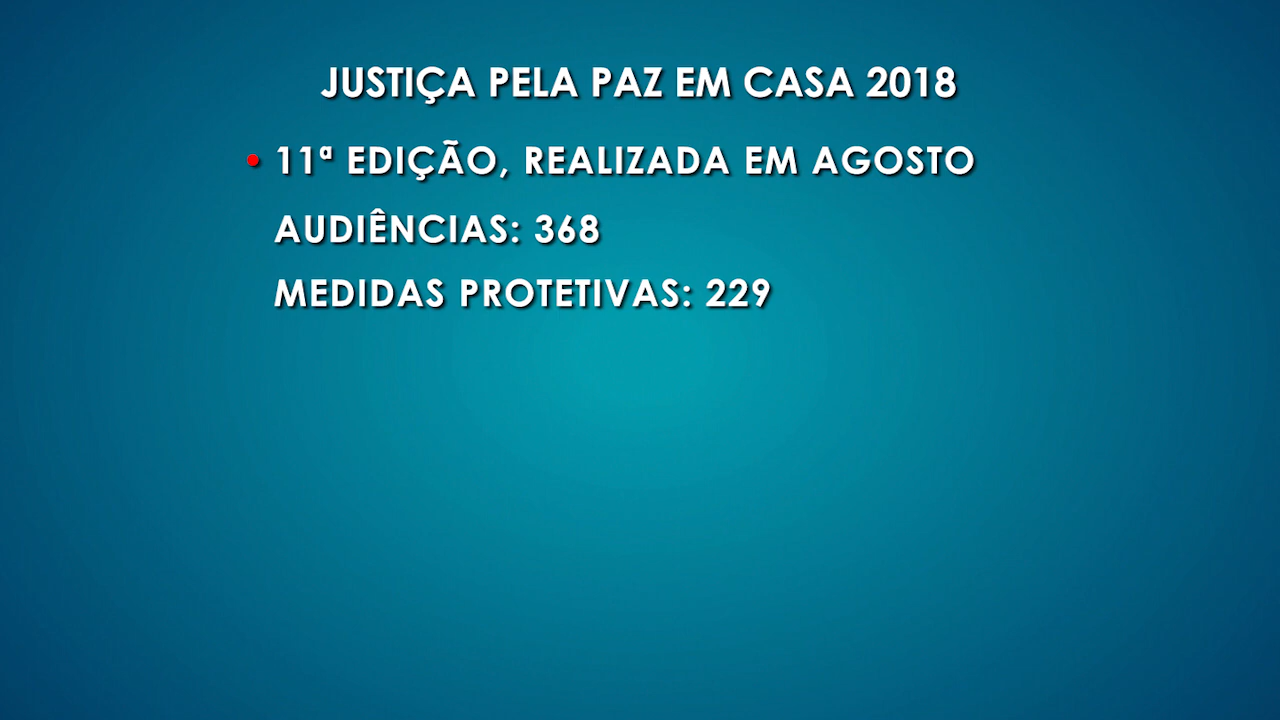 JUSTIÇA PELA PAZ EM CASA 2018
• 11ª EDIÇÃO, REALIZADA EM AGOSTO
AUDIÊNCIAS: 368
MEDIDAS PROTETIVAS: 229